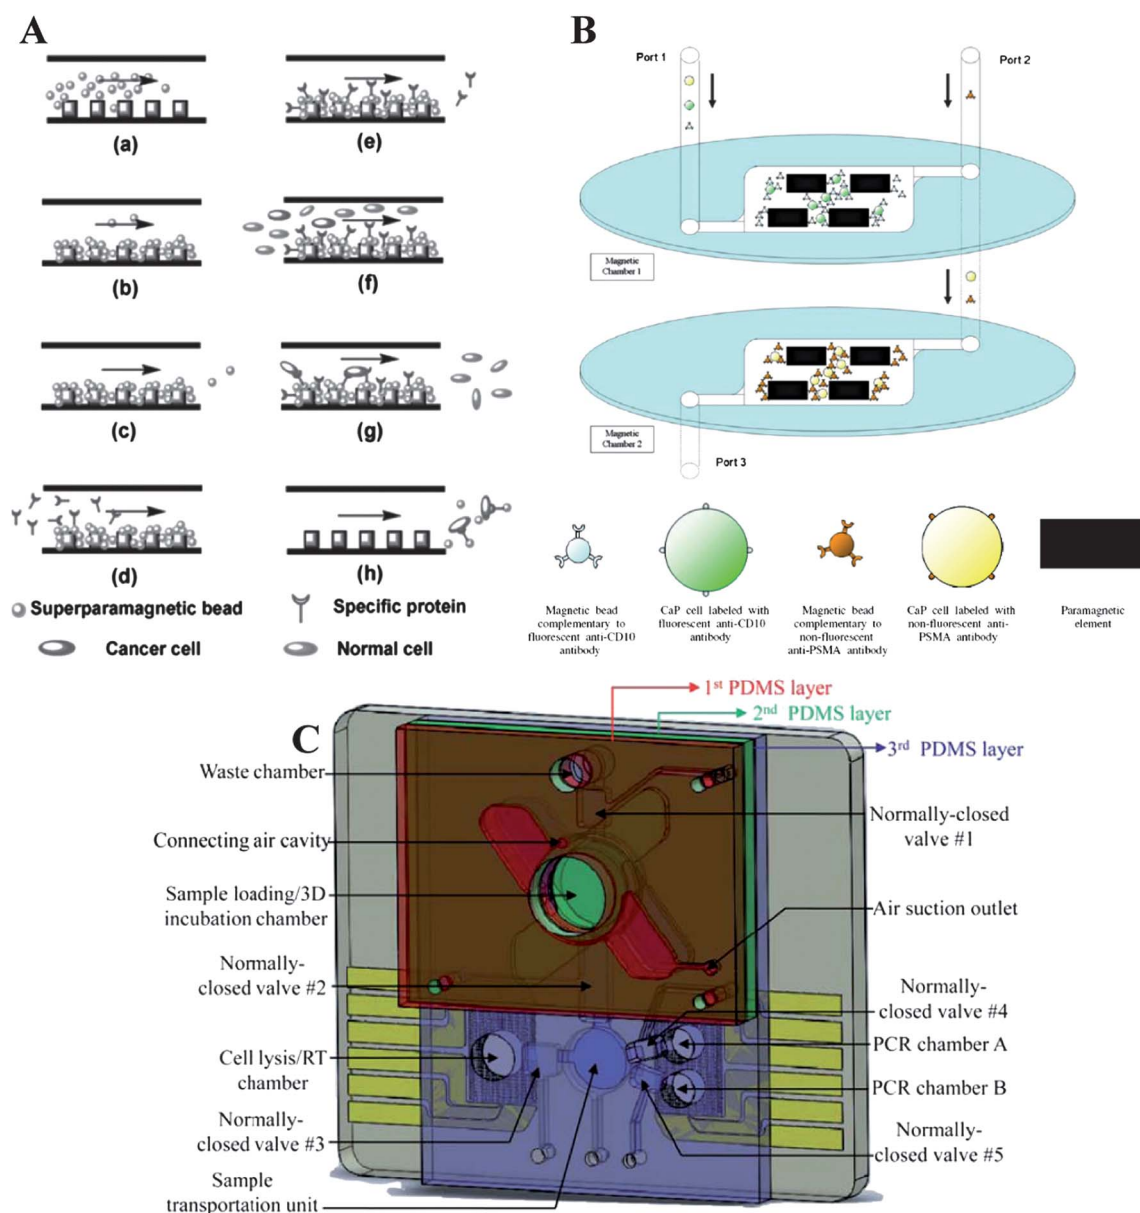 A
(a)
(b)
(c)
(d)
(e)
(f)
(g)
(h)
Superparamagnetic bead
Specific protein
Cancer cell
Normal cell
B
Port 1
Port 2
Magnetic
Chamber 1
Magnetic
Chamber 2
Port 3
Magnetic bead
complementary to
fluorescent anti-CD10
antibody
CaP cell labeled with
fluorescent anti-CD10
antibody
Magnetic bead
complementary to
non-fluorescent
anti-PSMA antibody
CaP cell labeled with
non-fluorescent anti-
PSMA antibody
Paramagnetic
element
C
1st PDMS layer
2nd PDMS layer
3rd PDMS layer
Waste chamber
Connecting air cavity
Sample loading/3D
incubation chamber
Normally-
closed valve #2
Cell lysis/RT
chamber
Normally-
closed valve #3
Sample
transportation unit
Normally-closed
valve #1
Air suction outlet
Normally-
closed valve #4
PCR chamber A
PCR chamber B
Normally-
closed valve #5